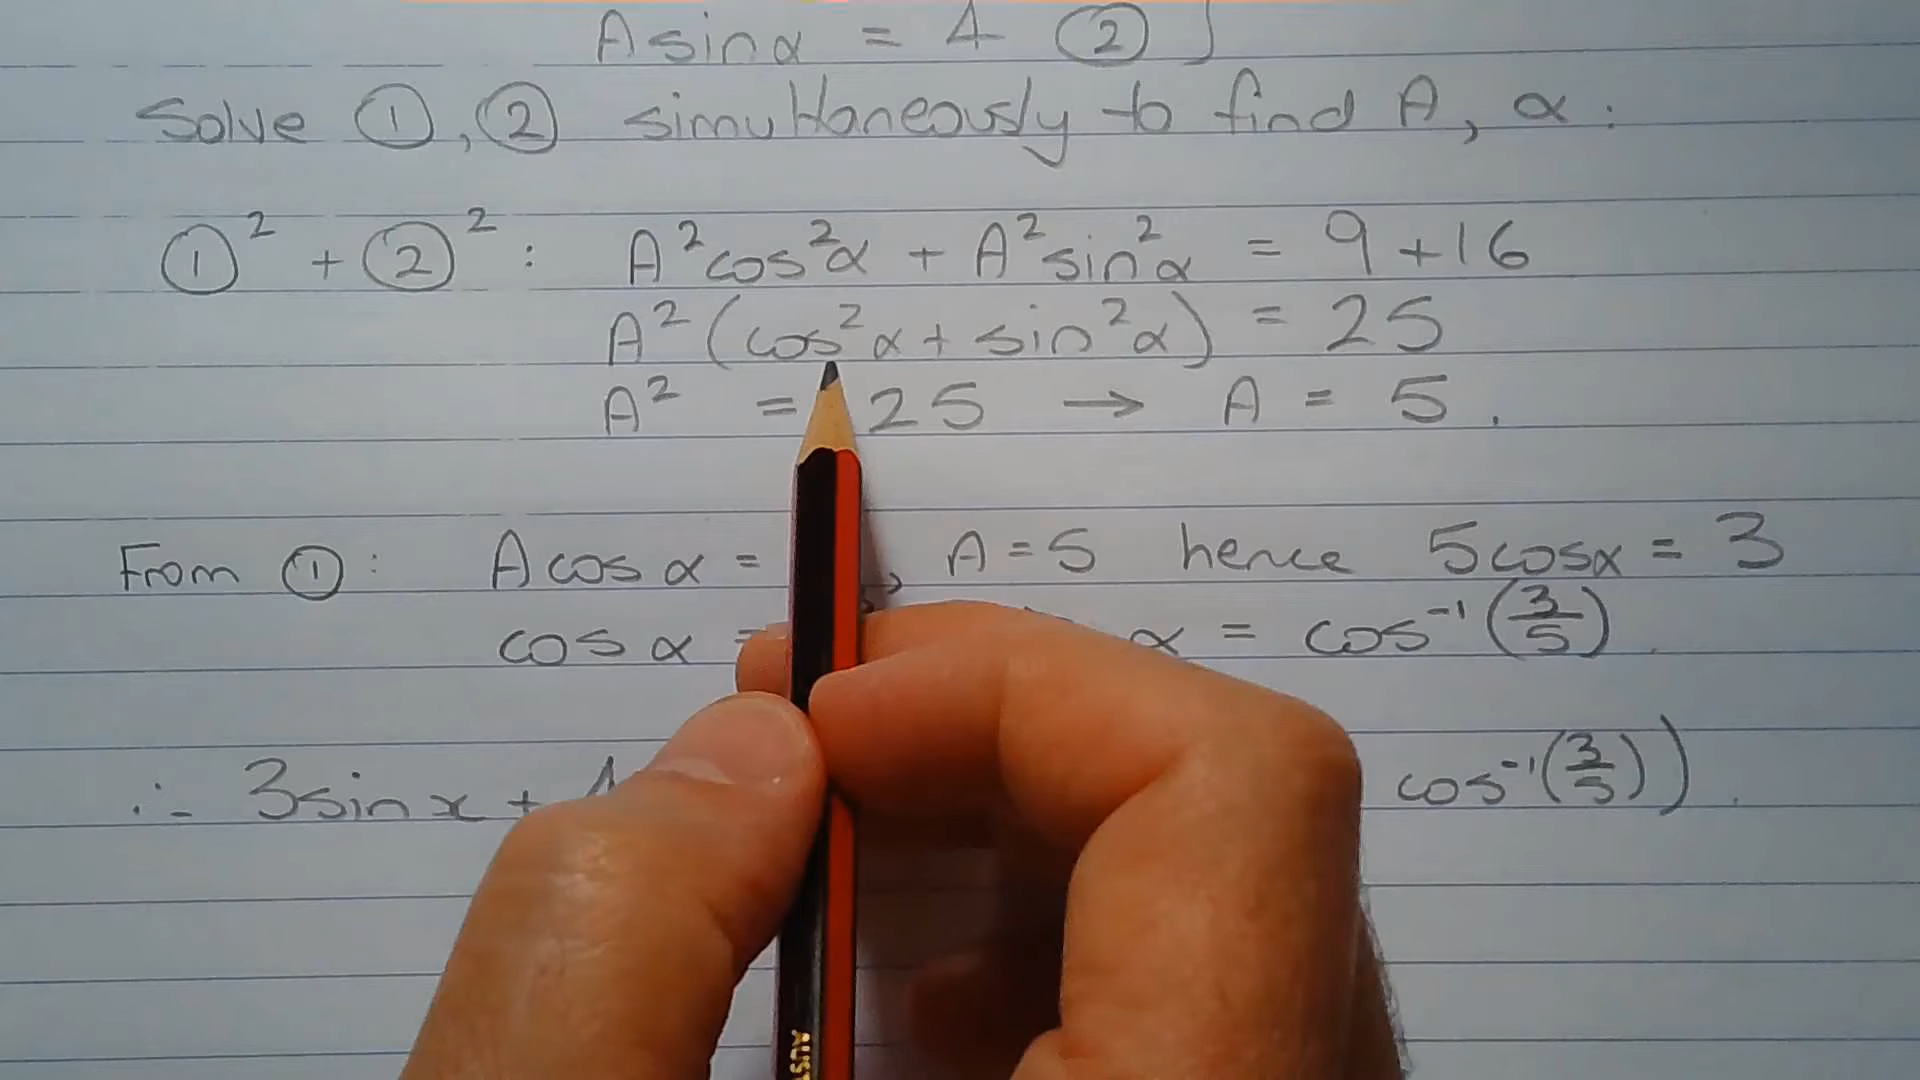 A sin α = 4 ②
Solve ①, ② simultaneously to find A, α :
①² + ②² : A²cos²α + A²sin²α = 9 + 16
A²(cos²α + sin²α) = 25
A² = 25 → A = 5 .
From ① : A cos α = , A = 5 hence 5cosα = 3
cos α = α = cos⁻¹(3/5) .
∴ 3sin x + cos⁻¹(3/5)) .
AUST